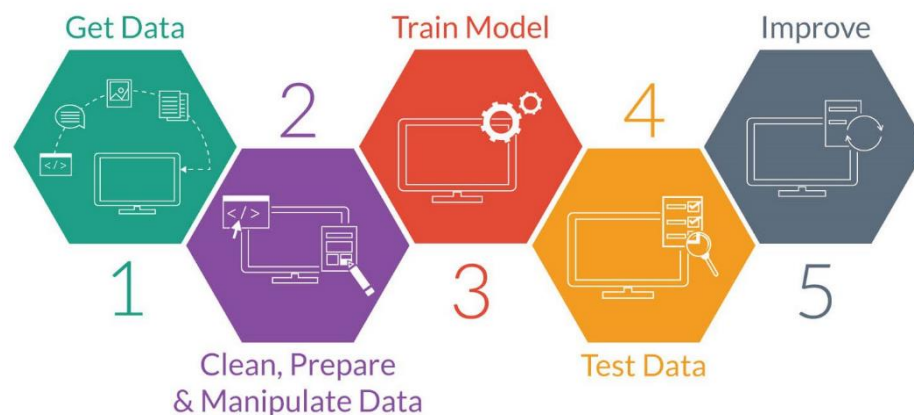 Get Data
1
</>
2
</>
Clean, Prepare
& Manipulate Data
Train Model
3
4
Test Data
Improve
5